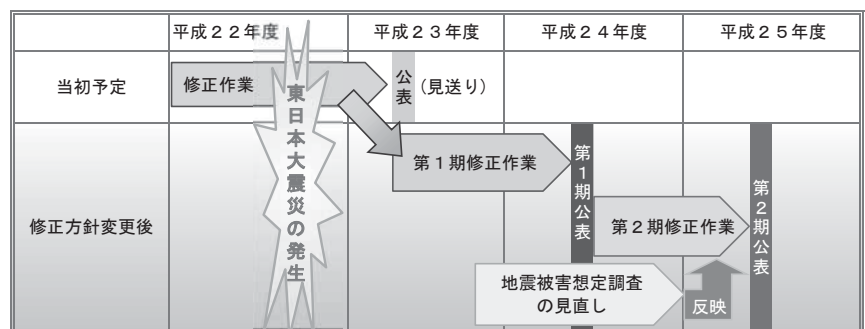 平成２２年度 平成２３年度 平成２４年度 平成２５年度
当初予定
修正作業
公表
(見送り)
東日本大震災の発生
修正方針変更後
第１期修正作業
第１期公表
第２期修正作業
第２期公表
地震被害想定調査
の見直し
反映